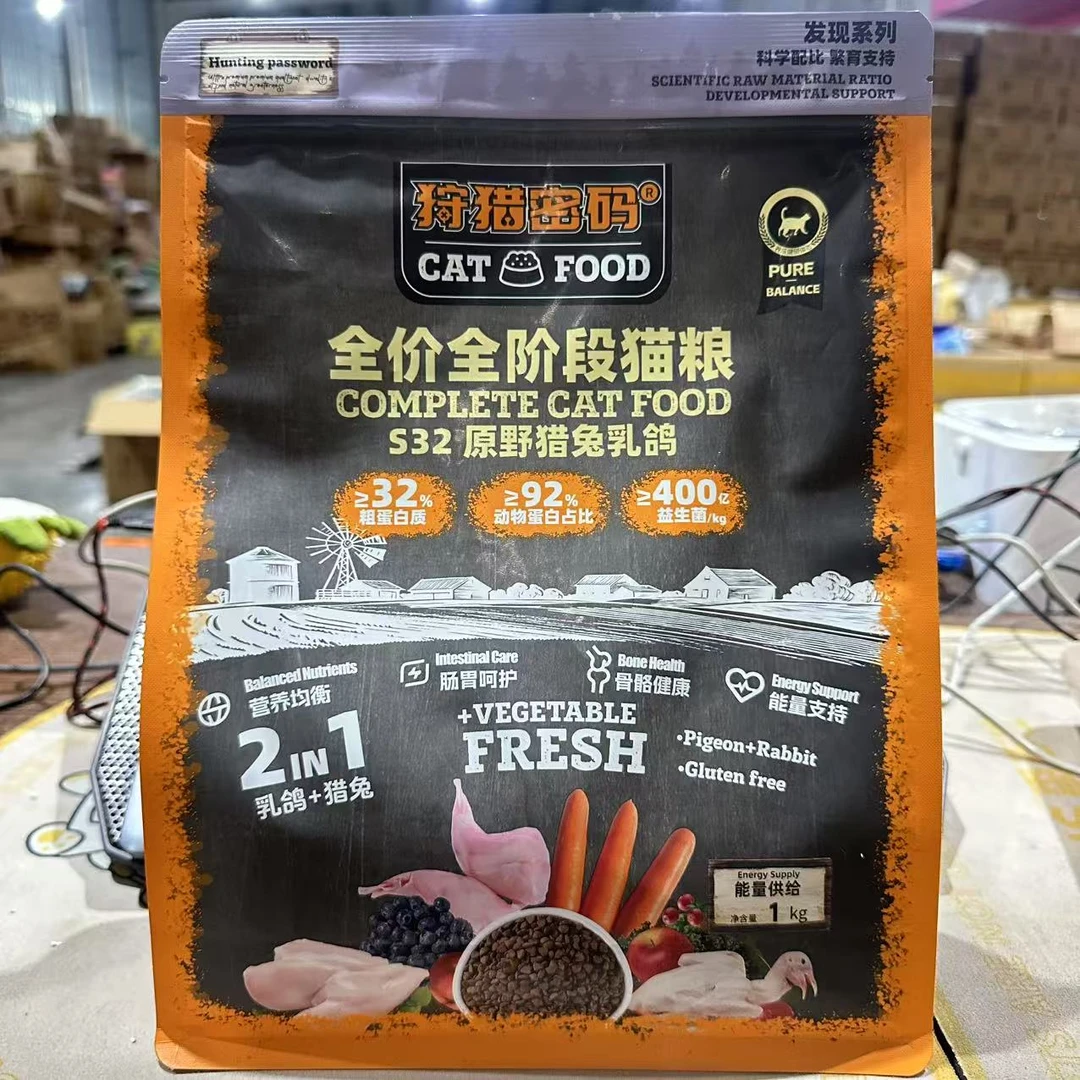 Hunting password
发现系列
科学配比 繁育支持
SCIENTIFIC RAW MATERIAL RATIO
DEVELOPMENTAL SUPPORT
狩猎密码®
CAT FOOD
PURE
BALANCE
全价全阶段猫粮
COMPLETE CAT FOOD
S32 原野猎兔乳鸽
≥32%
粗蛋白质
≥92%
动物蛋白占比
≥400亿
益生菌/kg
Balanced Nutrients
营养均衡
Intestinal Care
肠胃呵护
Bone Health
骨骼健康
Energy Support
能量支持
2 IN 1
乳鸽+猎兔
+VEGETABLE
FRESH
•Pigeon+Rabbit
•Gluten free
Energy Supply
能量供给
净含量 1 kg